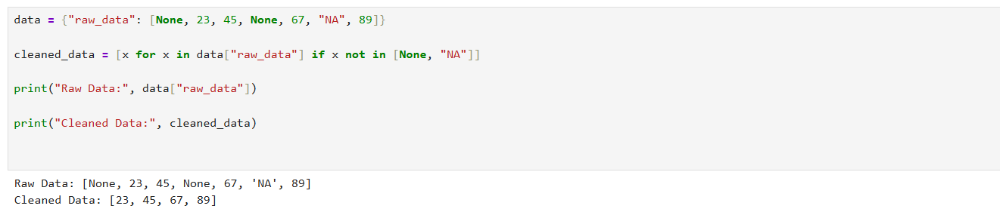 data = {"raw_data": [None, 23, 45, None, 67, "NA", 89]}
cleaned_data = [x for x in data["raw_data"] if x not in [None, "NA"]]
print("Raw Data:", data["raw_data"])
print("Cleaned Data:", cleaned_data)
Raw Data: [None, 23, 45, None, 67, 'NA', 89]
Cleaned Data: [23, 45, 67, 89]